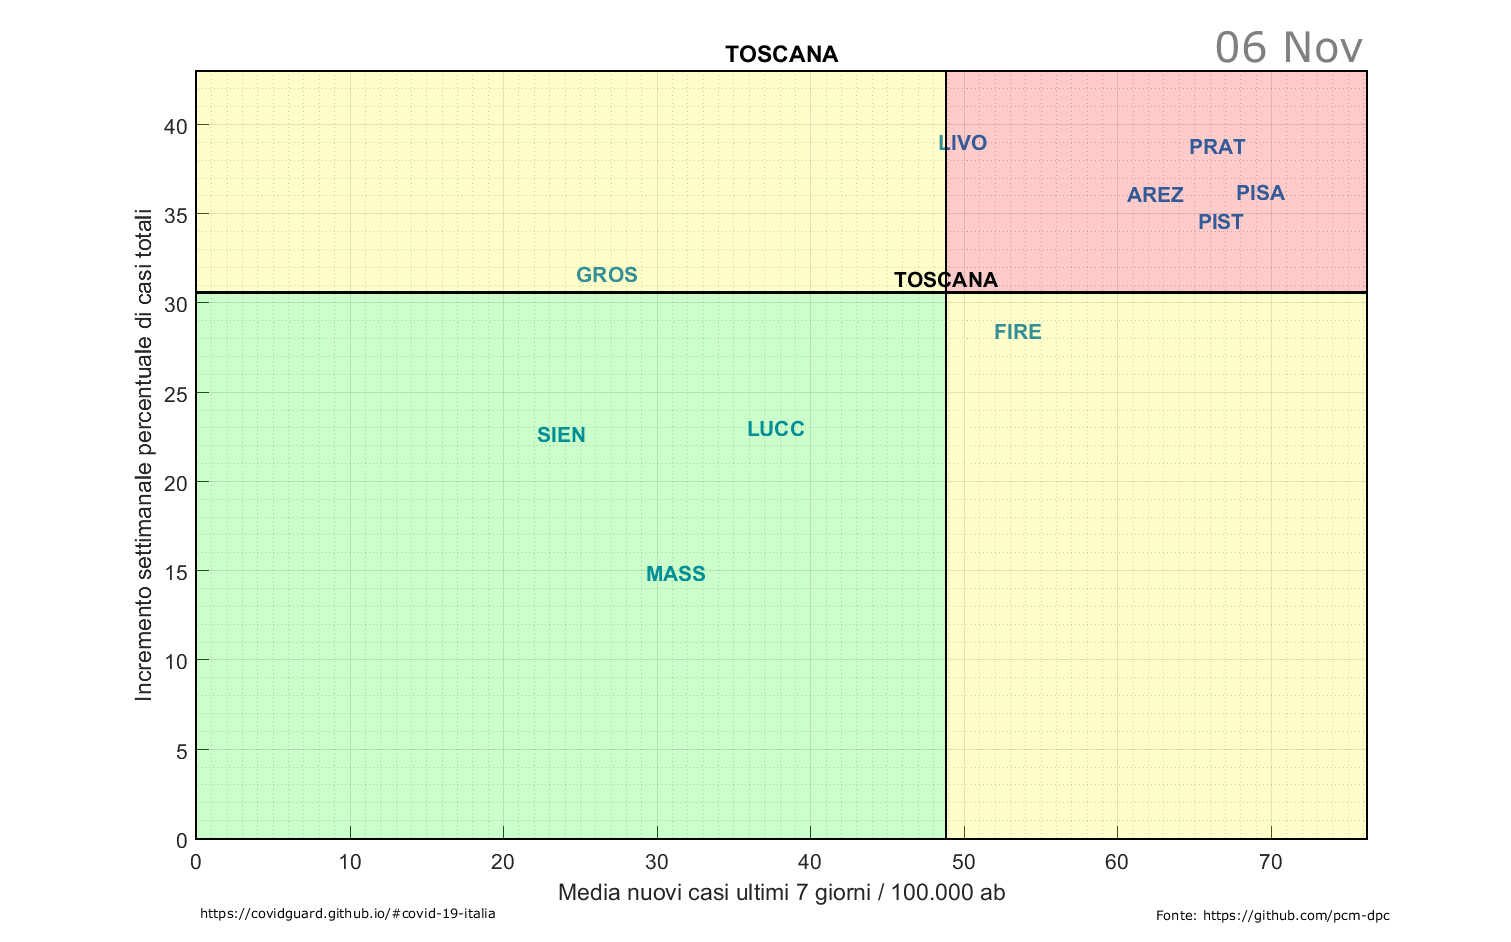 06 Nov
TOSCANA
40
35
30
25
20
15
10
5
0
Incremento settimanale percentuale di casi totali
LIVO
PRAT
AREZ
PISA
PIST
GROS
TOSCANA
FIRE
SIEN
LUCC
MASS
0 10 20 30 40 50 60 70
Media nuovi casi ultimi 7 giorni / 100.000 ab
https://covidguard.github.io/#covid-19-italia
Fonte: https://github.com/pcm-dpc